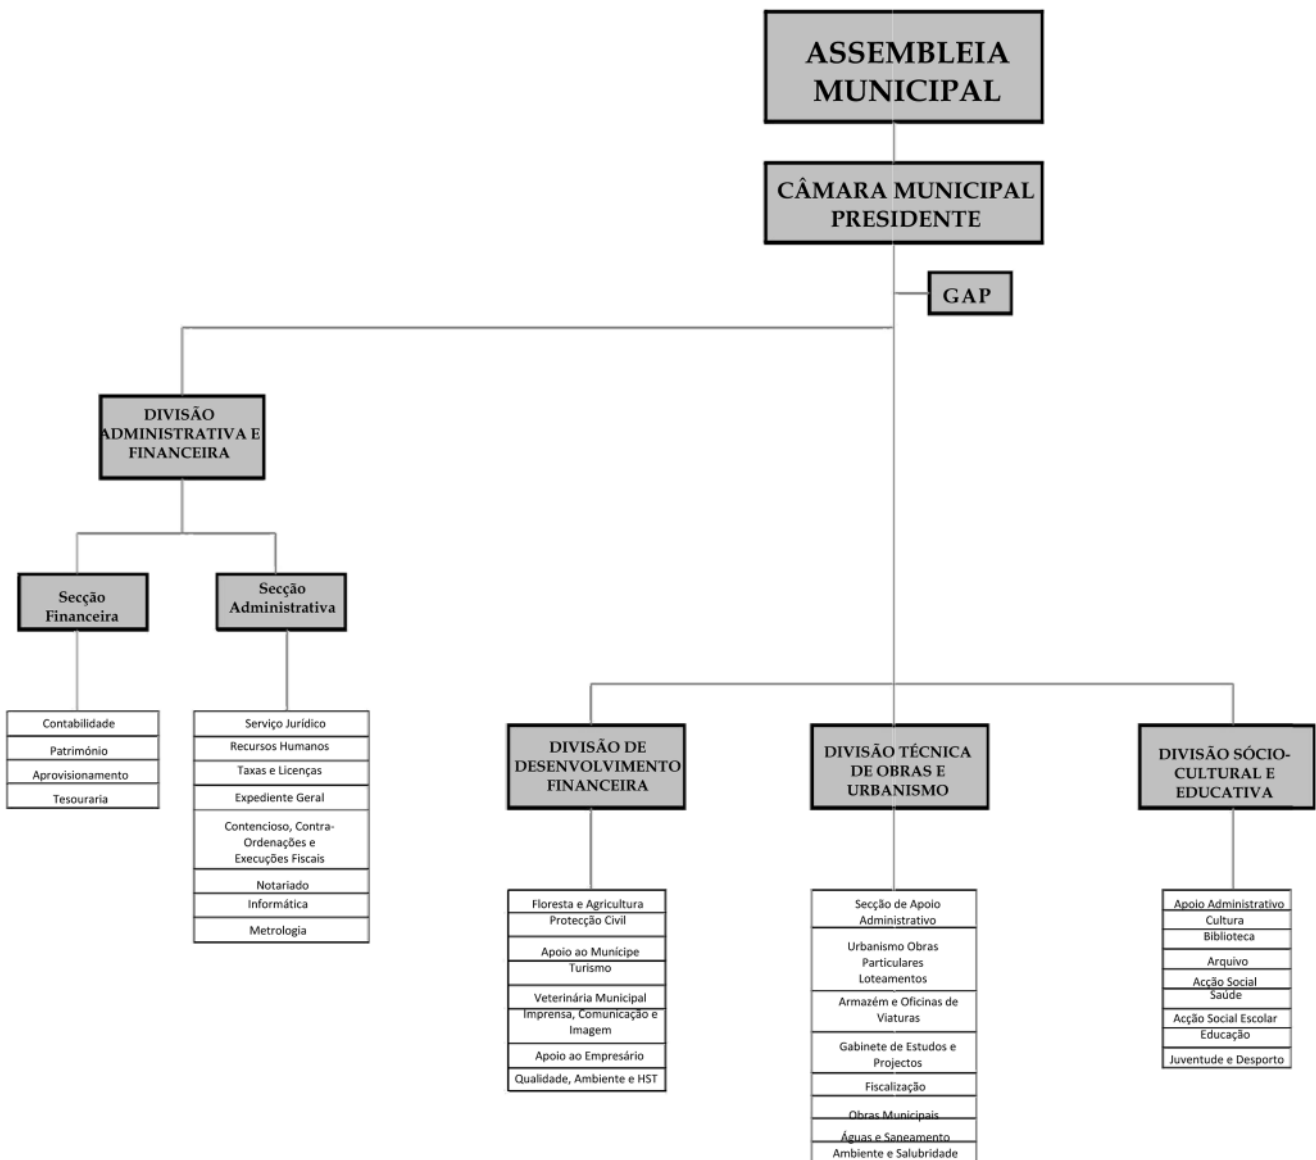 ASSEMBLEIA
MUNICIPAL
CÂMARA MUNICIPAL
PRESIDENTE
GAP
DIVISÃO
ADMINISTRATIVA E
FINANCEIRA
Secção
Financeira
Secção
Administrativa
Contabilidade
Património
Aprovisionamento
Tesouraria
Serviço Jurídico
Recursos Humanos
Taxas e Licenças
Expediente Geral
Contencioso, Contra-
Ordenações e
Execuções Fiscais
Notariado
Informática
Metrologia
DIVISÃO DE
DESENVOLVIMENTO
FINANCEIRA
DIVISÃO TÉCNICA
DE OBRAS E
URBANISMO
DIVISÃO SÓCIO-
CULTURAL E
EDUCATIVA
Floresta e Agricultura
Protecção Civil
Apoio ao Munícipe
Turismo
Veterinária Municipal
Imprensa, Comunicação e
Imagem
Apoio ao Empresário
Qualidade, Ambiente e HST
Secção de Apoio
Administrativo
Urbanismo Obras
Particulares
Loteamentos
Armazém e Oficinas de
Viaturas
Gabinete de Estudos e
Projectos
Fiscalização
Obras Municipais
Águas e Saneamento
Ambiente e Salubridade
Apoio Administrativo
Cultura
Biblioteca
Arquivo
Acção Social
Saúde
Acção Social Escolar
Educação
Juventude e Desporto